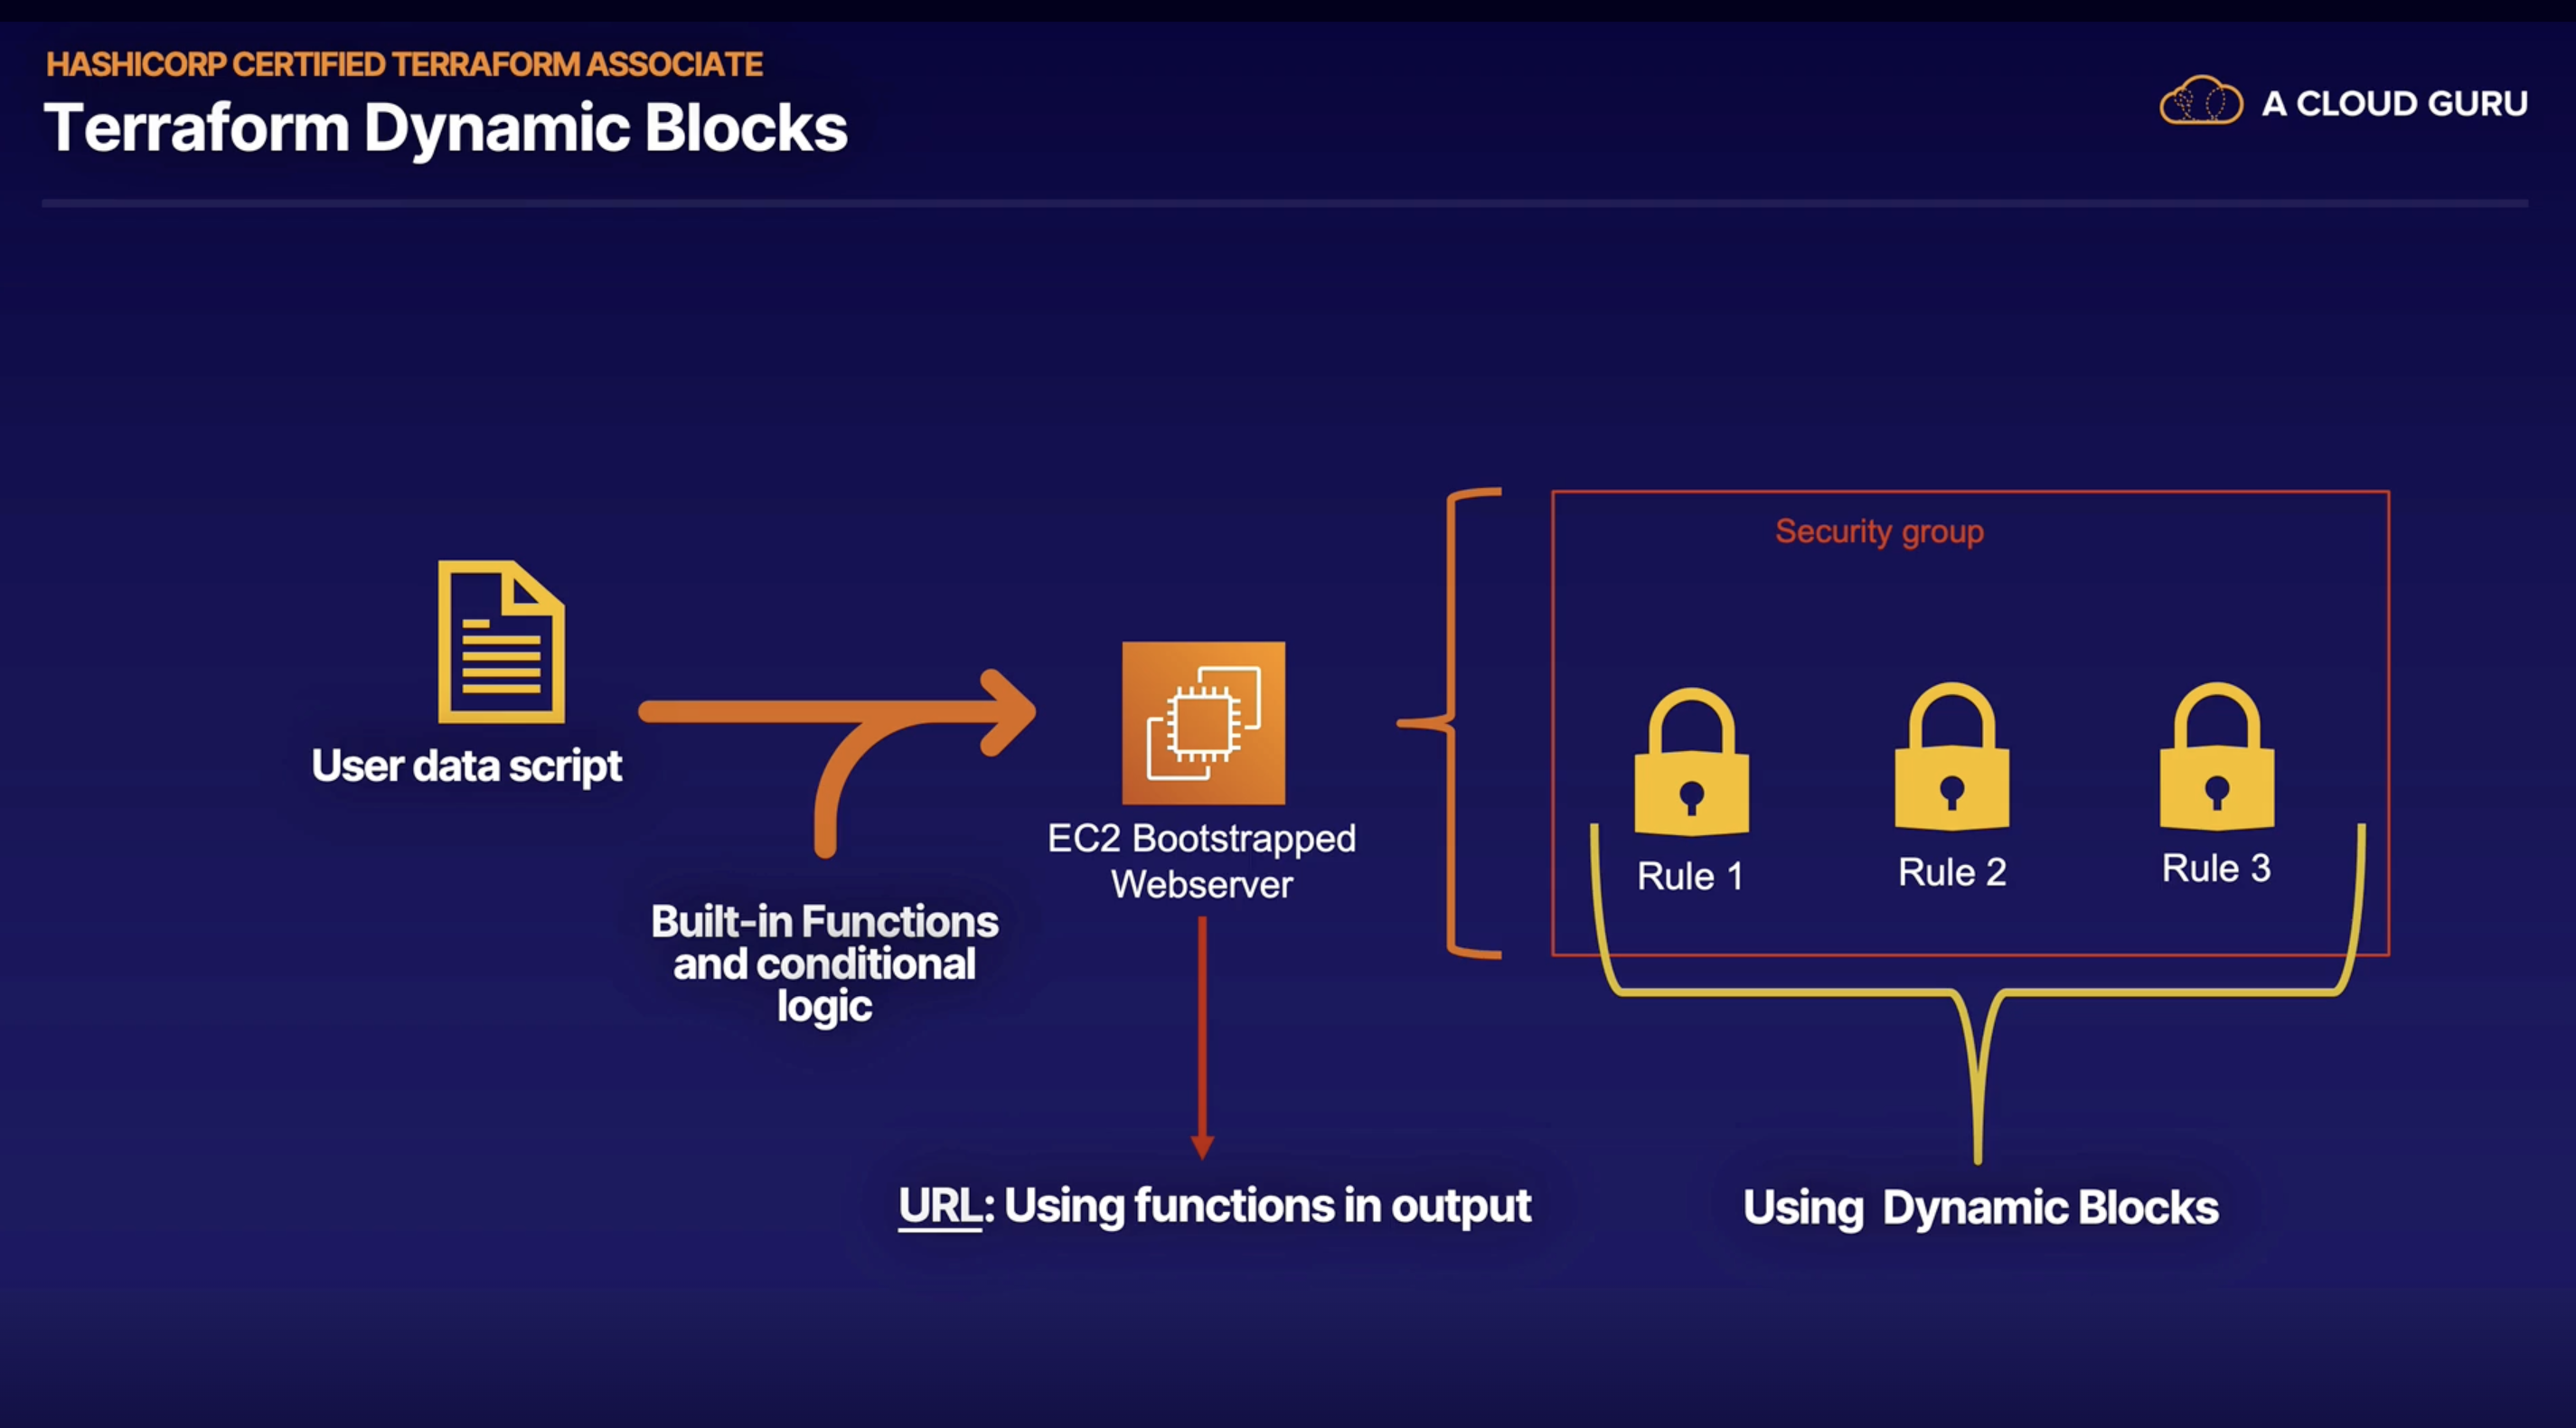 HASHICORP CERTIFIED TERRAFORM ASSOCIATE
Terraform Dynamic Blocks
A CLOUD GURU
Security group
User data script
EC2 Bootstrapped
Webserver
Rule 1
Rule 2
Rule 3
Built-in Functions
and conditional
logic
URL: Using functions in output
Using Dynamic Blocks